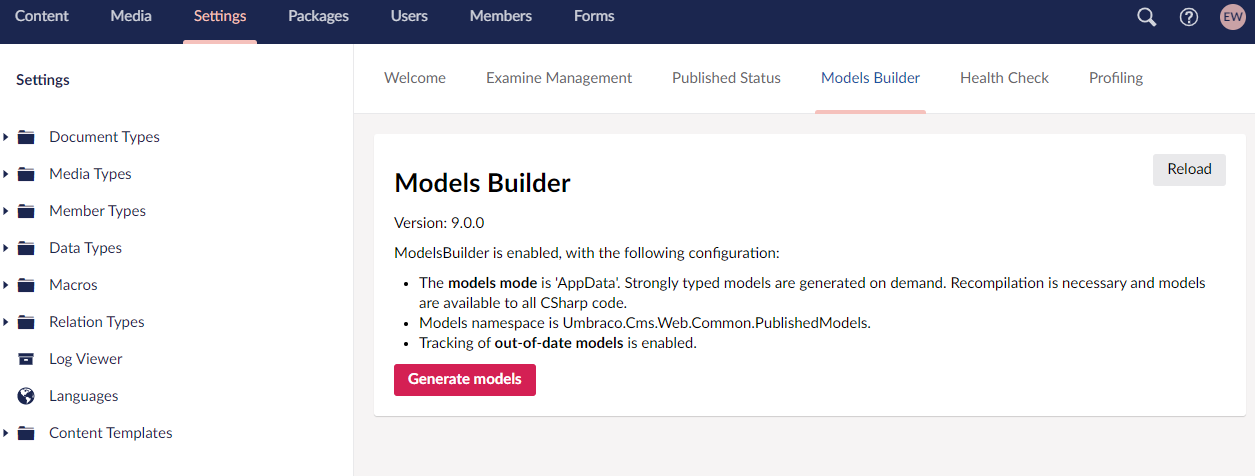 Content Media Settings Packages Users Members Forms EW
Settings
Welcome Examine Management Published Status Models Builder Health Check Profiling
Document Types
Media Types
Member Types
Data Types
Macros
Relation Types
Log Viewer
Languages
Content Templates
Models Builder
Reload
Version: 9.0.0
ModelsBuilder is enabled, with the following configuration:
• The models mode is 'AppData'. Strongly typed models are generated on demand. Recompilation is necessary and models
are available to all CSharp code.
• Models namespace is Umbraco.Cms.Web.Common.PublishedModels.
• Tracking of out-of-date models is enabled.
Generate models